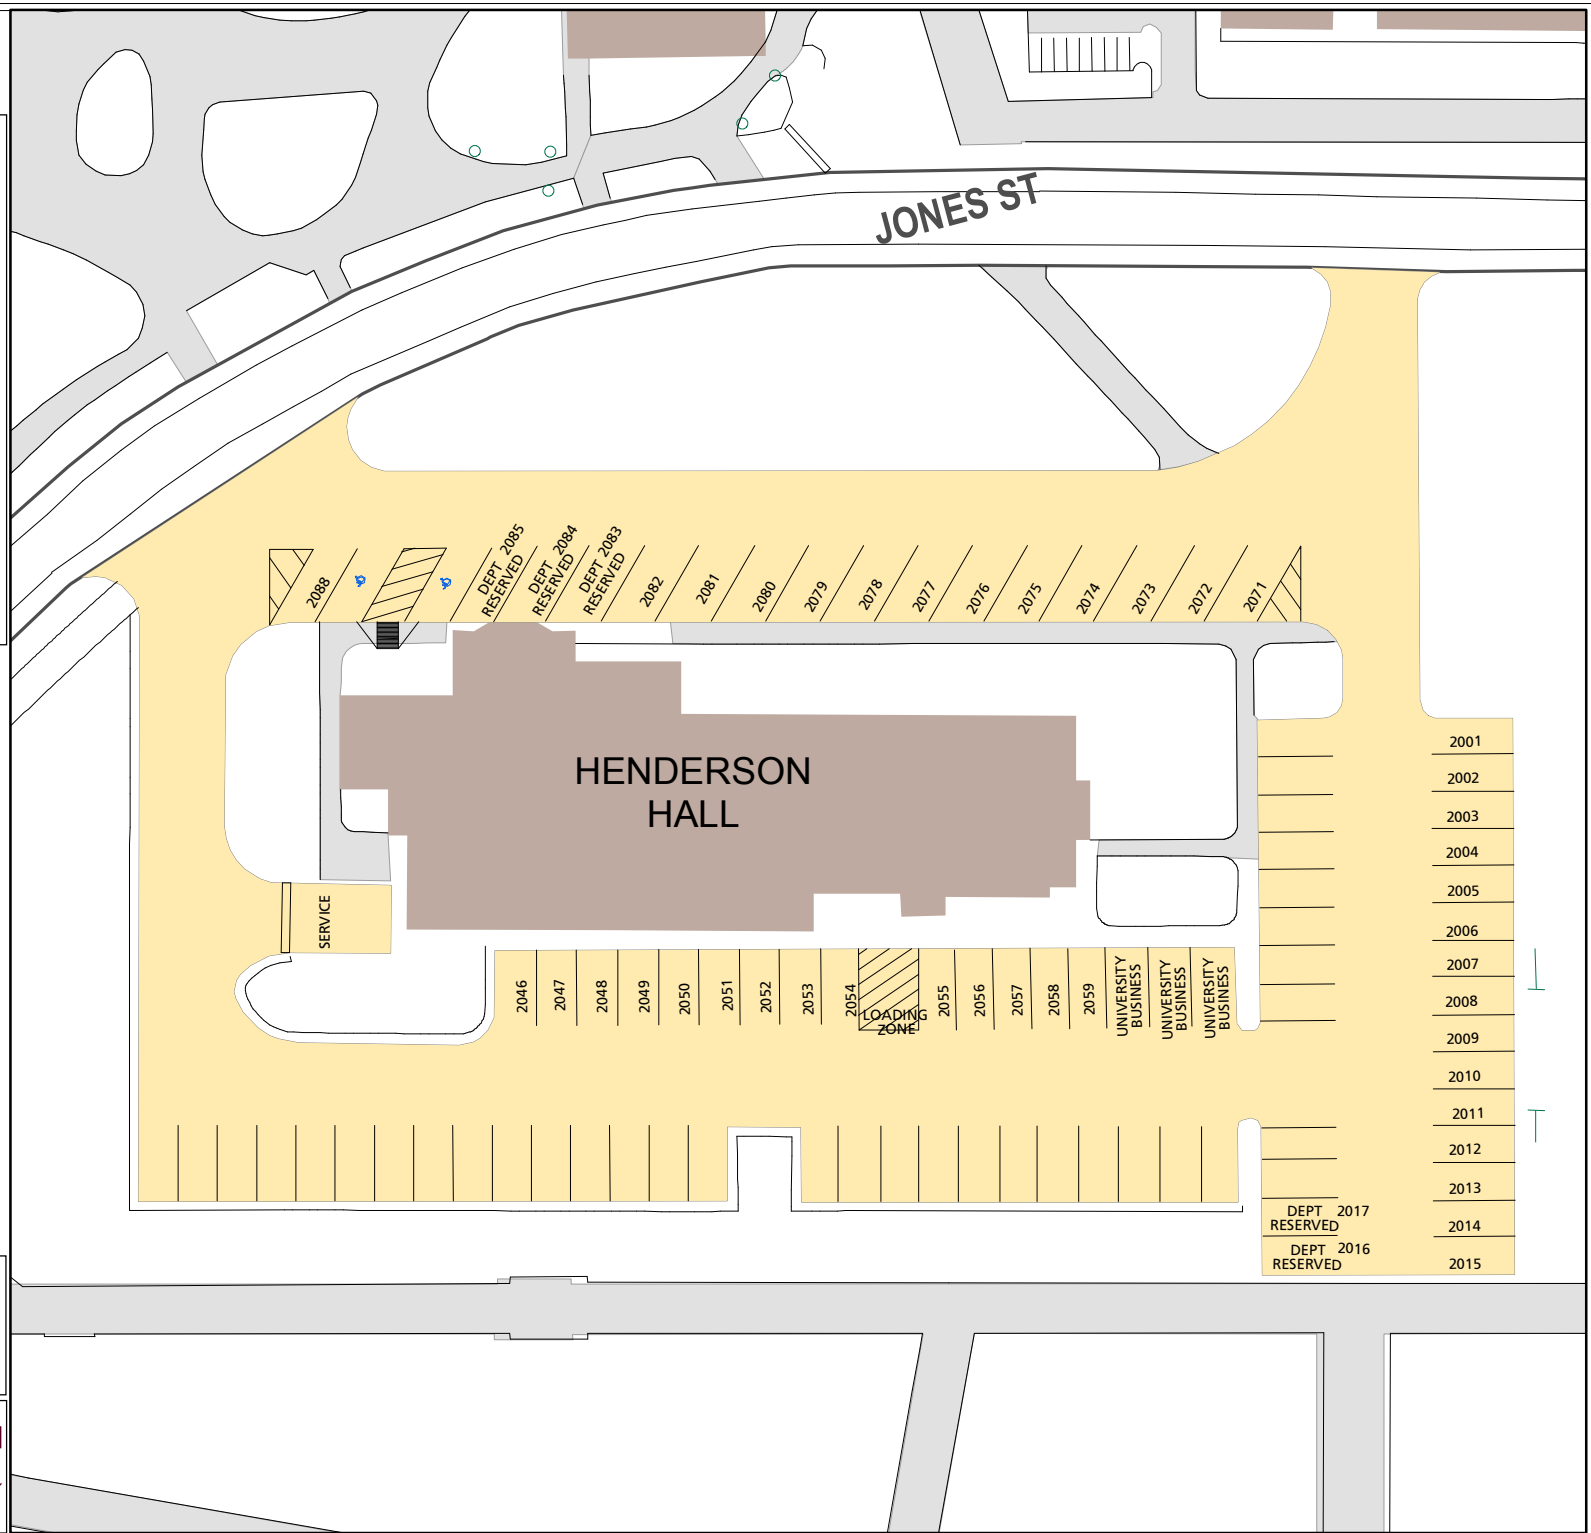 JONES ST
2088
DEPT 2085
RESERVED
DEPT 2084
RESERVED
DEPT 2083
RESERVED
2082
2081
2080
2079
2078
2077
2076
2075
2074
2073
2072
2071
HENDERSON
HALL
2001
2002
2003
2004
2005
2006
2007
2008
2009
2010
2011
2012
2013
2014
2015
SERVICE
2046
2047
2048
2049
2050
2051
2052
2053
2054
LOADING
ZONE
2055
2056
2057
2058
2059
UNIVERSITY
BUSINESS
UNIVERSITY
BUSINESS
UNIVERSITY
BUSINESS
DEPT 2017
RESERVED
DEPT 2016
RESERVED